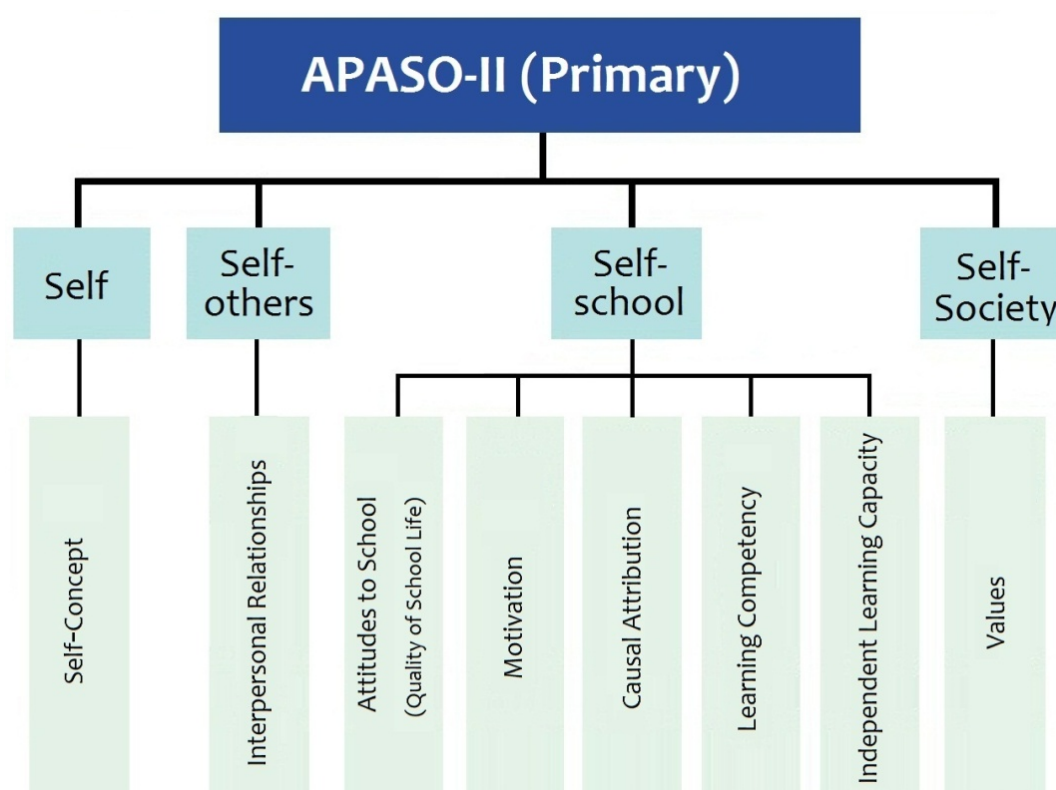 APASO-II (Primary)
Self
Self-
others
Self-
school
Self-
Society
Self-Concept
Interpersonal Relationships
Attitudes to School
(Quality of School Life)
Motivation
Causal Attribution
Learning Competency
Independent Learning Capacity
Values